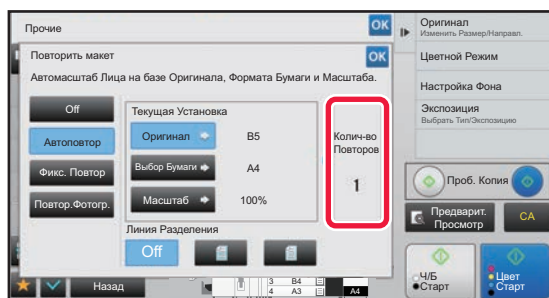 Прочие
OK
Повторить макет
OK
Автомасштаб Лица на базе Оригинала, Формата Бумаги и Масштаба.
Off
Автоповтор
Фикс. Повтор
Повтор.Фотогр.
Текущая Установка
Оригинал
B5
Выбор Бумаги
A4
Масштаб
100%
Колич-во
Повторов
1
Линия Разделения
Off
Назад
3 B4
4 A3
A4
Оригинал
Изменить Размер/Направл.
Цветной Режим
Настройка Фона
Экспозиция
Выбрать Тип/Экспозицию
Проб. Копия
Предварит.
Просмотр
CA
Ч/Б
Старт
Цвет
Старт